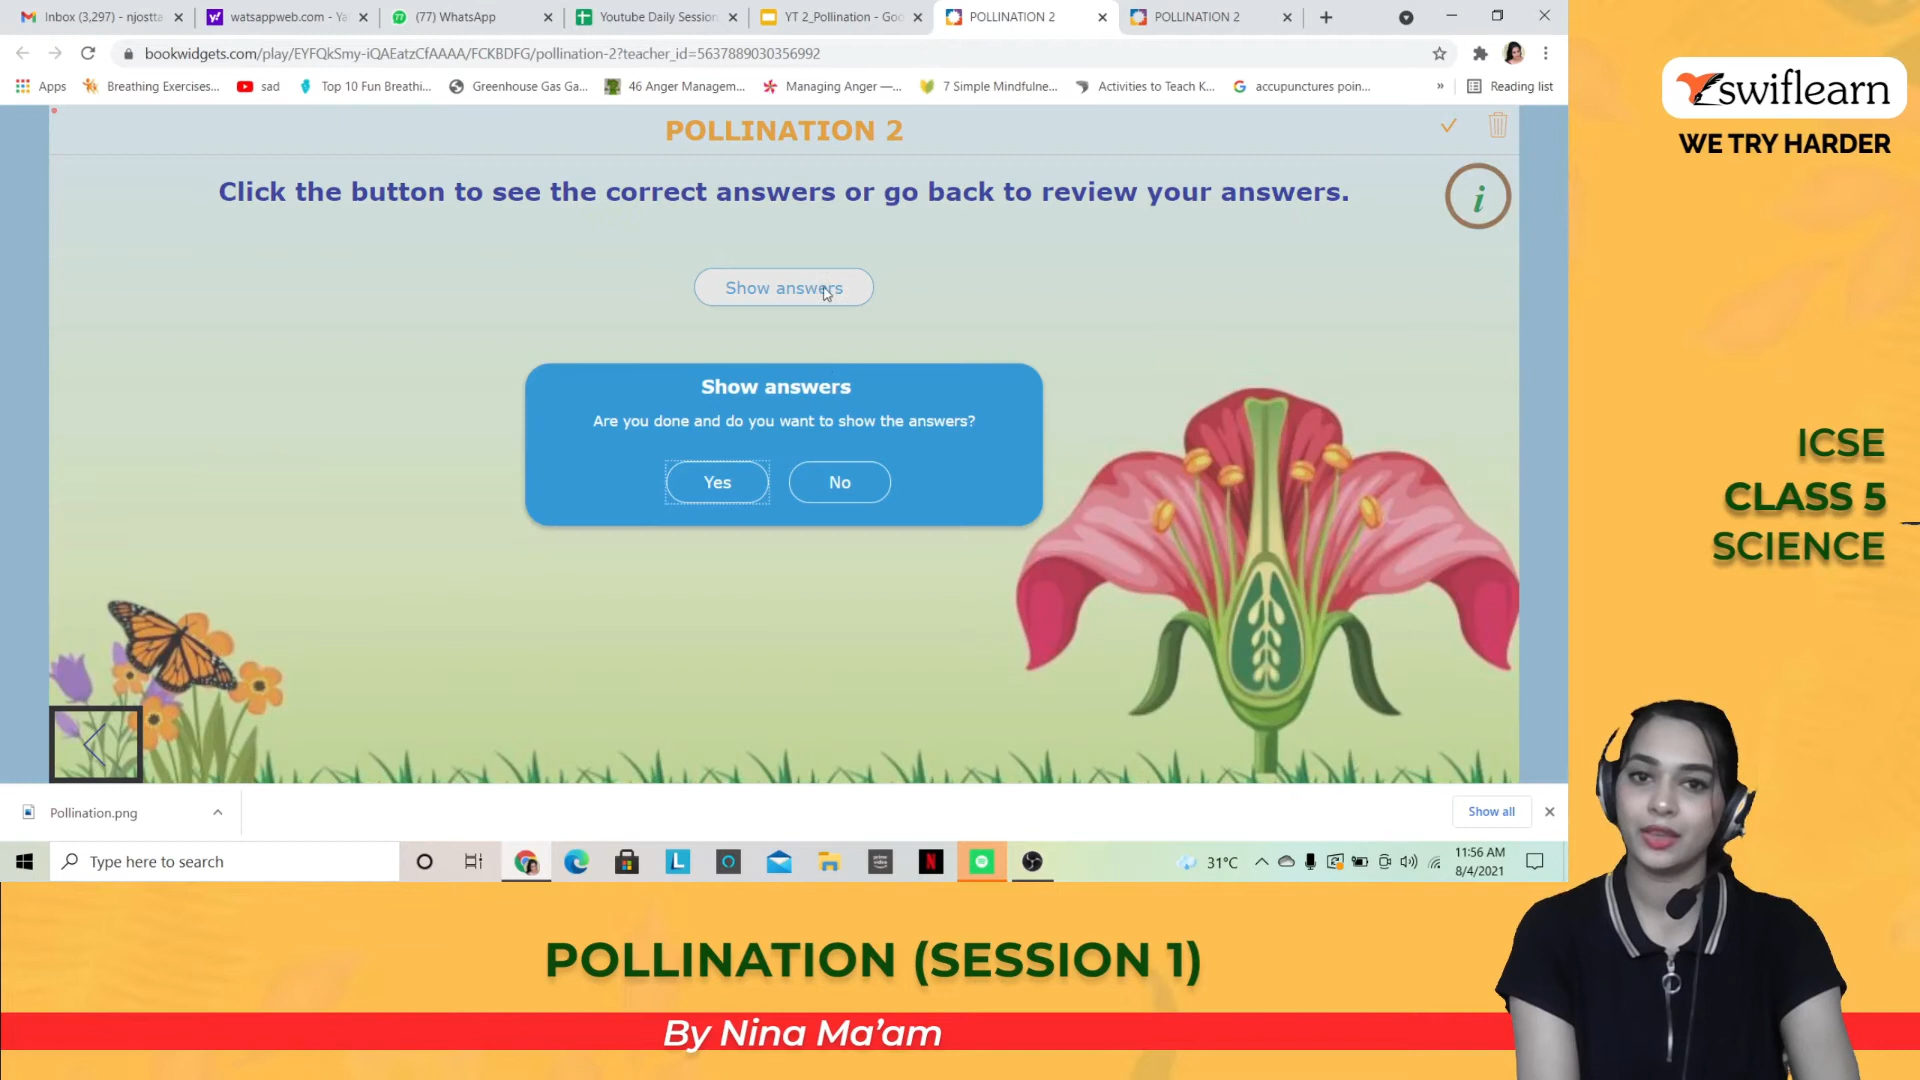 Inbox (3,297) - njostta
watsappweb.com - Ya
(77) WhatsApp
Youtube Daily Session
YT 2_Pollination - Goo
POLLINATION 2
POLLINATION 2
bookwidgets.com/play/EYFQkSmy-iQAEatzCfAAAA/FCKBDFG/pollination-2?teacher_id=5637889030356992
Apps
Breathing Exercises...
sad
Top 10 Fun Breathi...
Greenhouse Gas Ga...
46 Anger Managem...
Managing Anger —...
7 Simple Mindfulne...
Activities to Teach K...
accupunctures poin...
»
Reading list
POLLINATION 2
Click the button to see the correct answers or go back to review your answers.
i
Show answers
Show answers
Are you done and do you want to show the answers?
Yes
No
Pollination.png
Show all
Type here to search
31°C
11:56 AM
8/4/2021
swiflearn
WE TRY HARDER
ICSE
CLASS 5
SCIENCE
POLLINATION (SESSION 1)
By Nina Ma’am